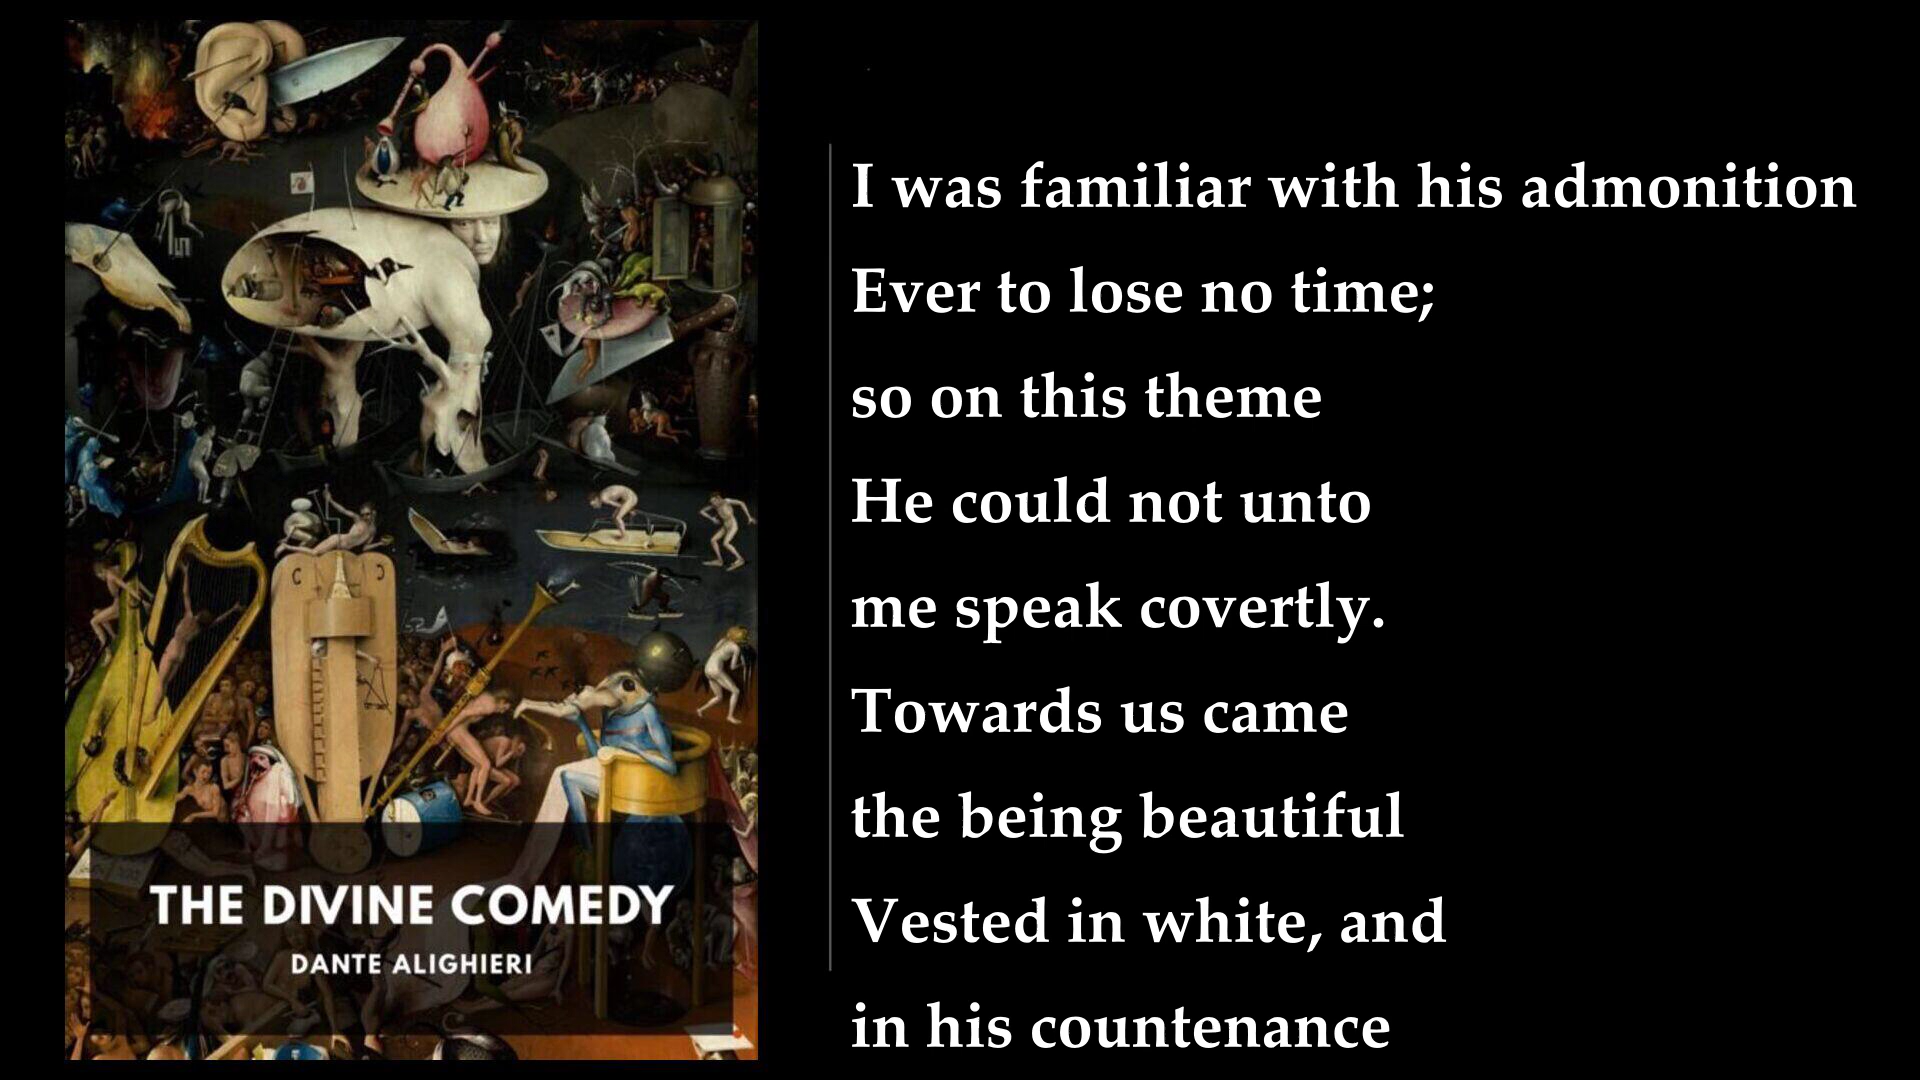 THE DIVINE COMEDY
DANTE ALIGHIERI
I was familiar with his admonition
Ever to lose no time;
so on this theme
He could not unto
me speak covertly.
Towards us came
the being beautiful
Vested in white, and
in his countenance